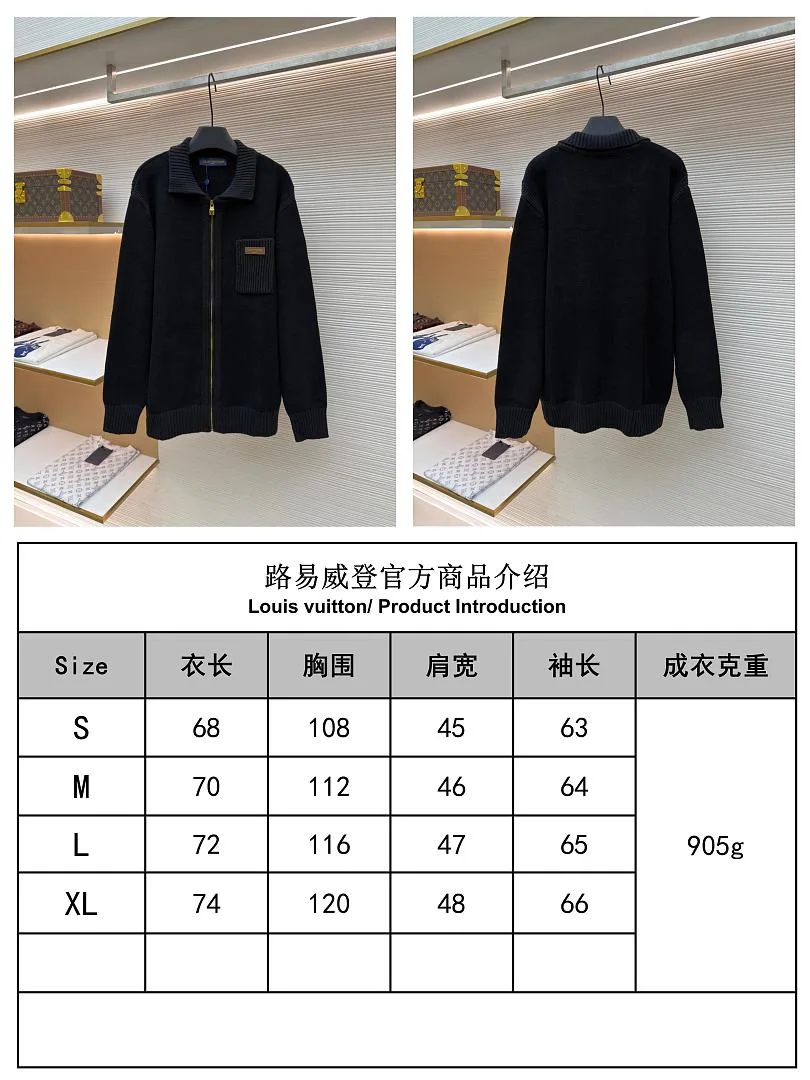 路易威登官方商品介绍
Louis vuitton/ Product Introduction
Size 衣长 胸围 肩宽 袖长 成衣克重
S 68 108 45 63
M 70 112 46 64
L 72 116 47 65
905g
XL 74 120 48 66